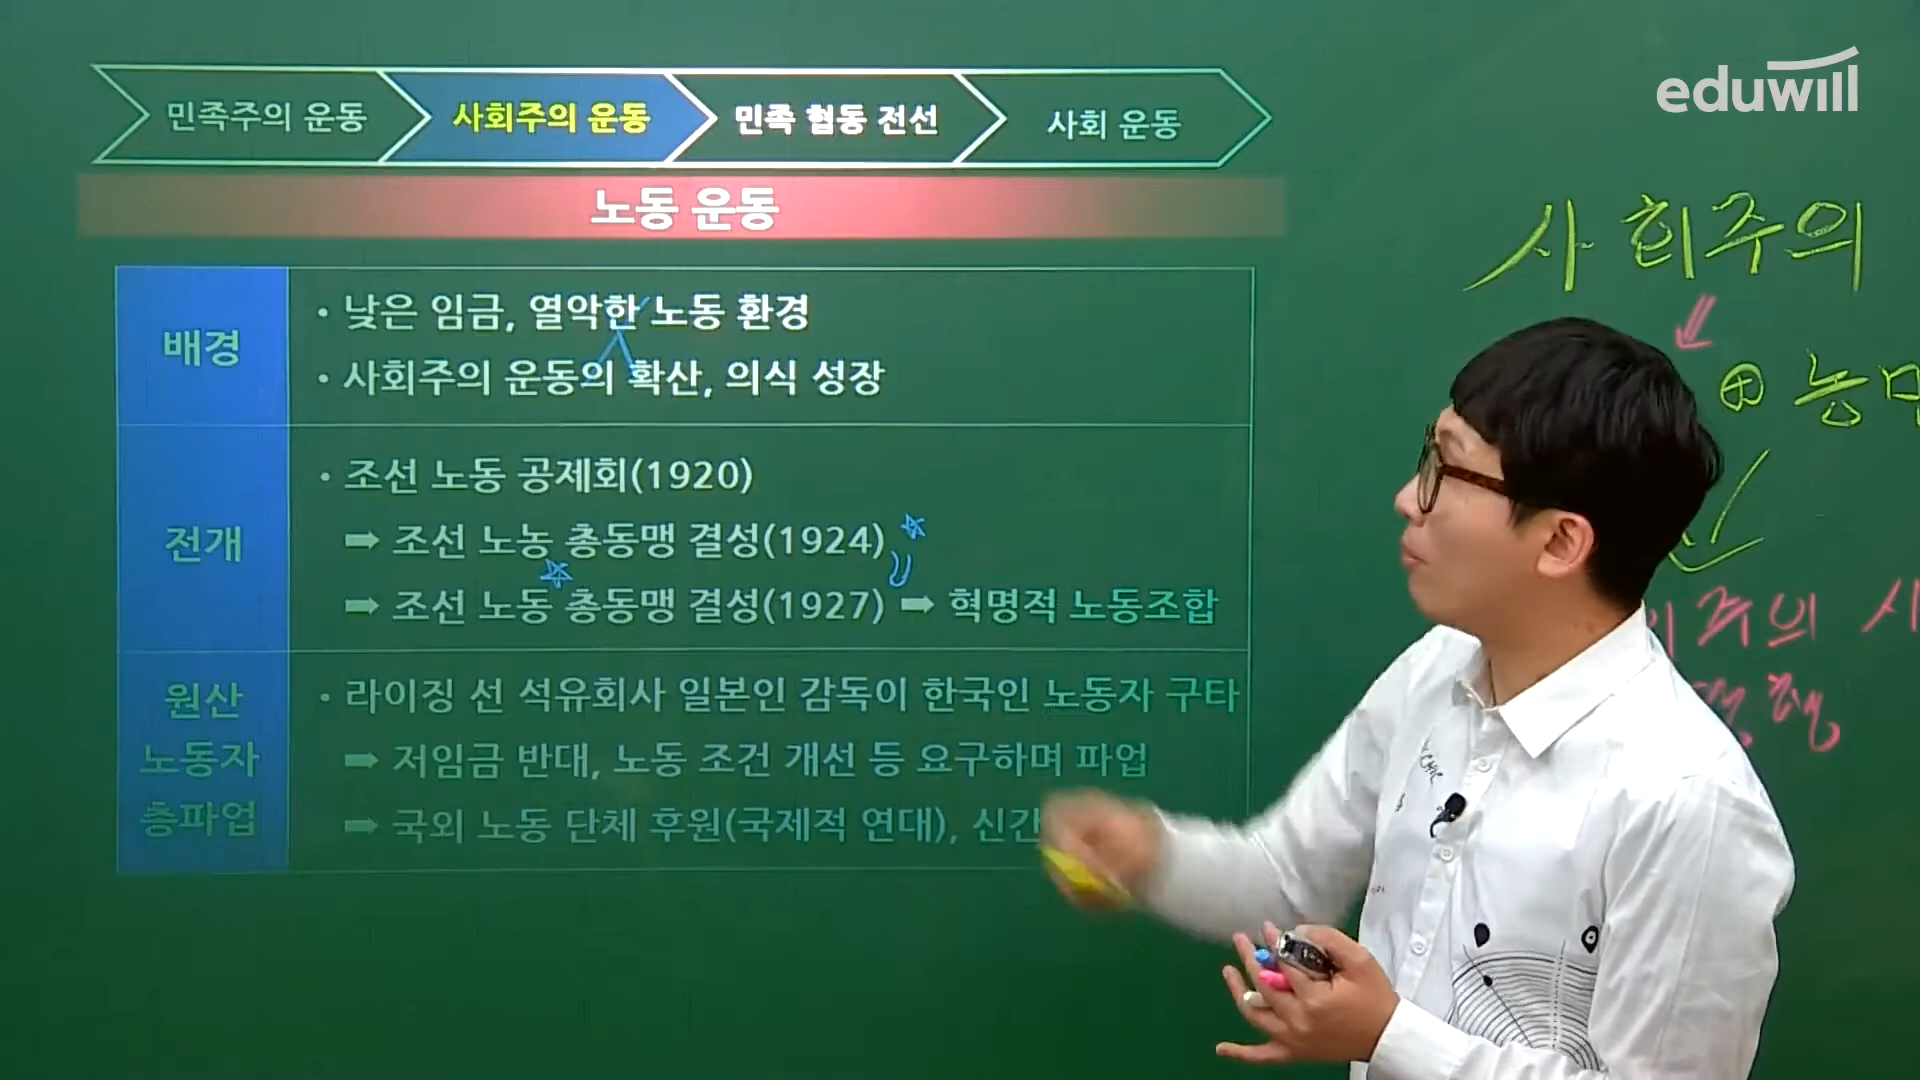 eduwill
민족주의 운동
사회주의 운동
민족 협동 전선
사회 운동
노동 운동
배경
• 낮은 임금, 열악한 노동 환경
• 사회주의 운동의 확산, 의식 성장
전개
• 조선 노동 공제회(1920)
➡ 조선 노농 총동맹 결성(1924)
➡ 조선 노동 총동맹 결성(1927) ➡ 혁명적 노동조합
원산
노동자
총파업
• 라이징 선 석유회사 일본인 감독이 한국인 노동자 구타
➡ 저임금 반대, 노동 조건 개선 등 요구하며 파업
➡ 국외 노동 단체 후원(국제적 연대), 신간
사회주의
⊕ 농민
주의